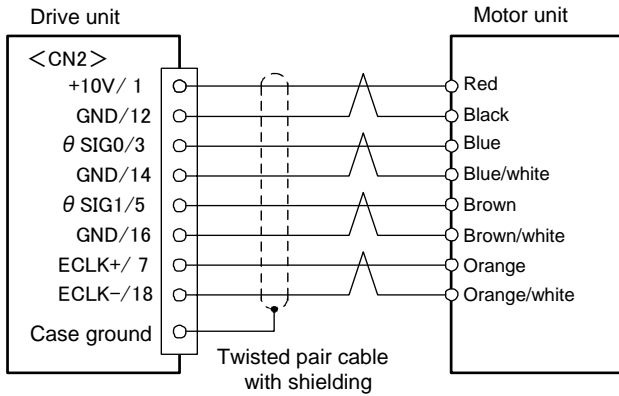 Drive unit
Motor unit
<CN2>
+10V/ 1
Red
GND/12
Black
θ SIG0/3
Blue
GND/14
Blue/white
θ SIG1/5
Brown
GND/16
Brown/white
ECLK+/ 7
Orange
ECLK-/18
Orange/white
Case ground
Twisted pair cable
with shielding